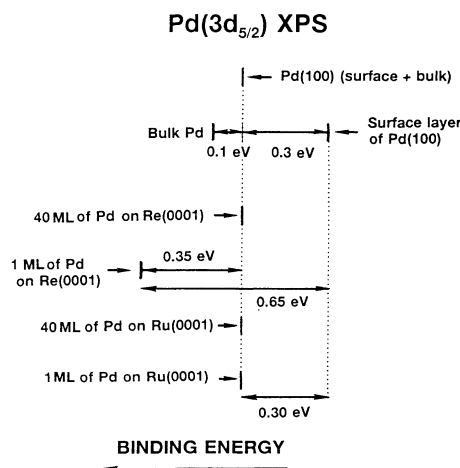 Pd(3d5/2) XPS
Pd(100) (surface + bulk)
Bulk Pd
Surface layer
of Pd(100)
0.1 eV
0.3 eV
40 ML of Pd on Re(0001)
0.35 eV
1 ML of Pd
on Re(0001)
0.65 eV
40 ML of Pd on Ru(0001)
1 ML of Pd on Ru(0001)
0.30 eV
BINDING ENERGY